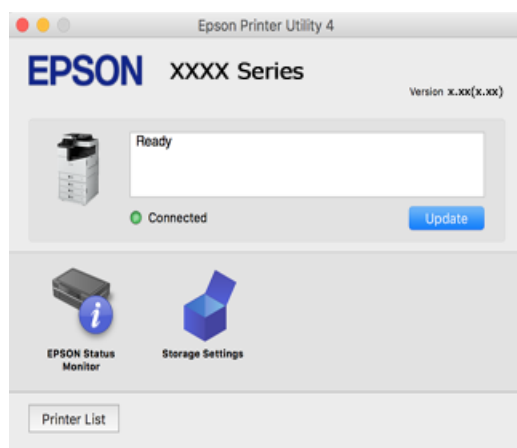 Epson Printer Utility 4
EPSON XXXX Series
Version x.xx(x.xx)
Ready
Connected
Update
EPSON Status
Monitor
Storage Settings
Printer List